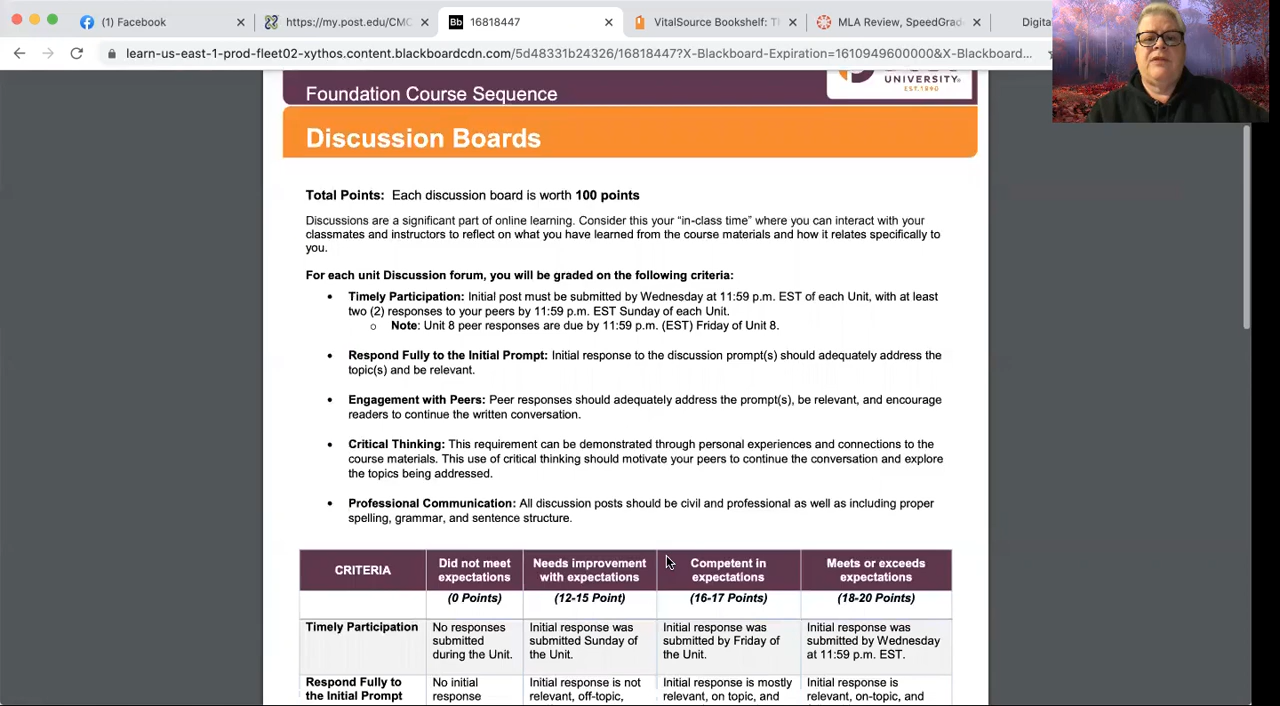 (1) Facebook
https://my.post.edu/CMC
Bb 16818447
VitalSource Bookshelf: Th
MLA Review, SpeedGrade
Digita
learn-us-east-1-prod-fleet02-xythos.content.blackboardcdn.com/5d48331b24326/16818447?X-Blackboard-Expiration=1610949600000&X-Blackboard...
UNIVERSITY.
EST.1890
Foundation Course Sequence
Discussion Boards
Total Points: Each discussion board is worth 100 points
Discussions are a significant part of online learning. Consider this your “in-class time” where you can interact with your
classmates and instructors to reflect on what you have learned from the course materials and how it relates specifically to
you.
For each unit Discussion forum, you will be graded on the following criteria:
• Timely Participation: Initial post must be submitted by Wednesday at 11:59 p.m. EST of each Unit, with at least
two (2) responses to your peers by 11:59 p.m. EST Sunday of each Unit.
o Note: Unit 8 peer responses are due by 11:59 p.m. (EST) Friday of Unit 8.
• Respond Fully to the Initial Prompt: Initial response to the discussion prompt(s) should adequately address the
topic(s) and be relevant.
• Engagement with Peers: Peer responses should adequately address the prompt(s), be relevant, and encourage
readers to continue the written conversation.
• Critical Thinking: This requirement can be demonstrated through personal experiences and connections to the
course materials. This use of critical thinking should motivate your peers to continue the conversation and explore
the topics being addressed.
• Professional Communication: All discussion posts should be civil and professional as well as including proper
spelling, grammar, and sentence structure.
CRITERIA
Did not meet
expectations
Needs improvement
with expectations
Competent in
expectations
Meets or exceeds
expectations
(0 Points)
(12-15 Point)
(16-17 Points)
(18-20 Points)
Timely Participation
No responses
submitted
during the Unit.
Initial response was
submitted Sunday of
the Unit.
Initial response was
submitted by Friday of
the Unit.
Initial response was
submitted by Wednesday
at 11:59 p.m. EST.
Respond Fully to
the Initial Prompt
No initial
response
Initial response is not
relevant, off-topic,
Initial response is mostly
relevant, on topic, and
Initial response is
relevant, on-topic, and